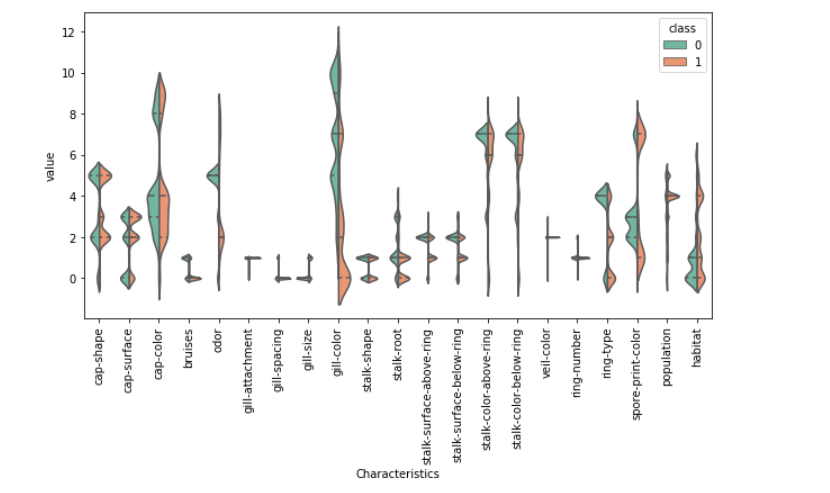 12
10
8
6
4
2
0
value
class
0
1
cap-shape
cap-surface
cap-color
bruises
odor
gill-attachment
gill-spacing
gill-size
gill-color
stalk-shape
stalk-root
stalk-surface-above-ring
stalk-surface-below-ring
stalk-color-above-ring
stalk-color-below-ring
veil-color
ring-number
ring-type
spore-print-color
population
habitat
Characteristics